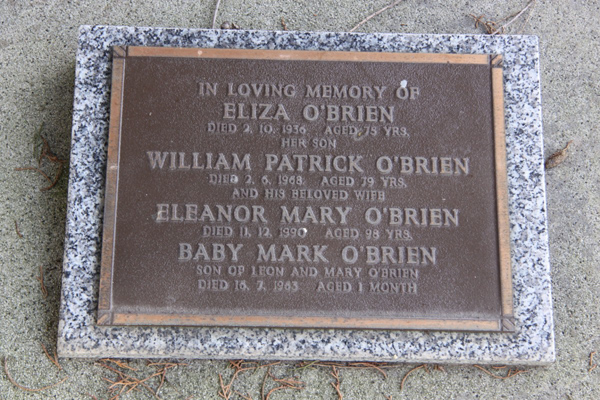 IN LOVING MEMORY OF
ELIZA O'BRIEN
DIED 2. 10. 1936. AGED 75 YRS.
HER SON
WILLIAM PATRICK O'BRIEN
DIED 2. 6. 1968. AGED 79 YRS.
AND HIS BELOVED WIFE
ELEANOR MARY O'BRIEN
DIED 11. 12. 1990 AGED 98 YRS.
BABY MARK O'BRIEN
SON OF LEON AND MARY O'BRIEN
DIED 16. 7. 1963 AGED 1 MONTH